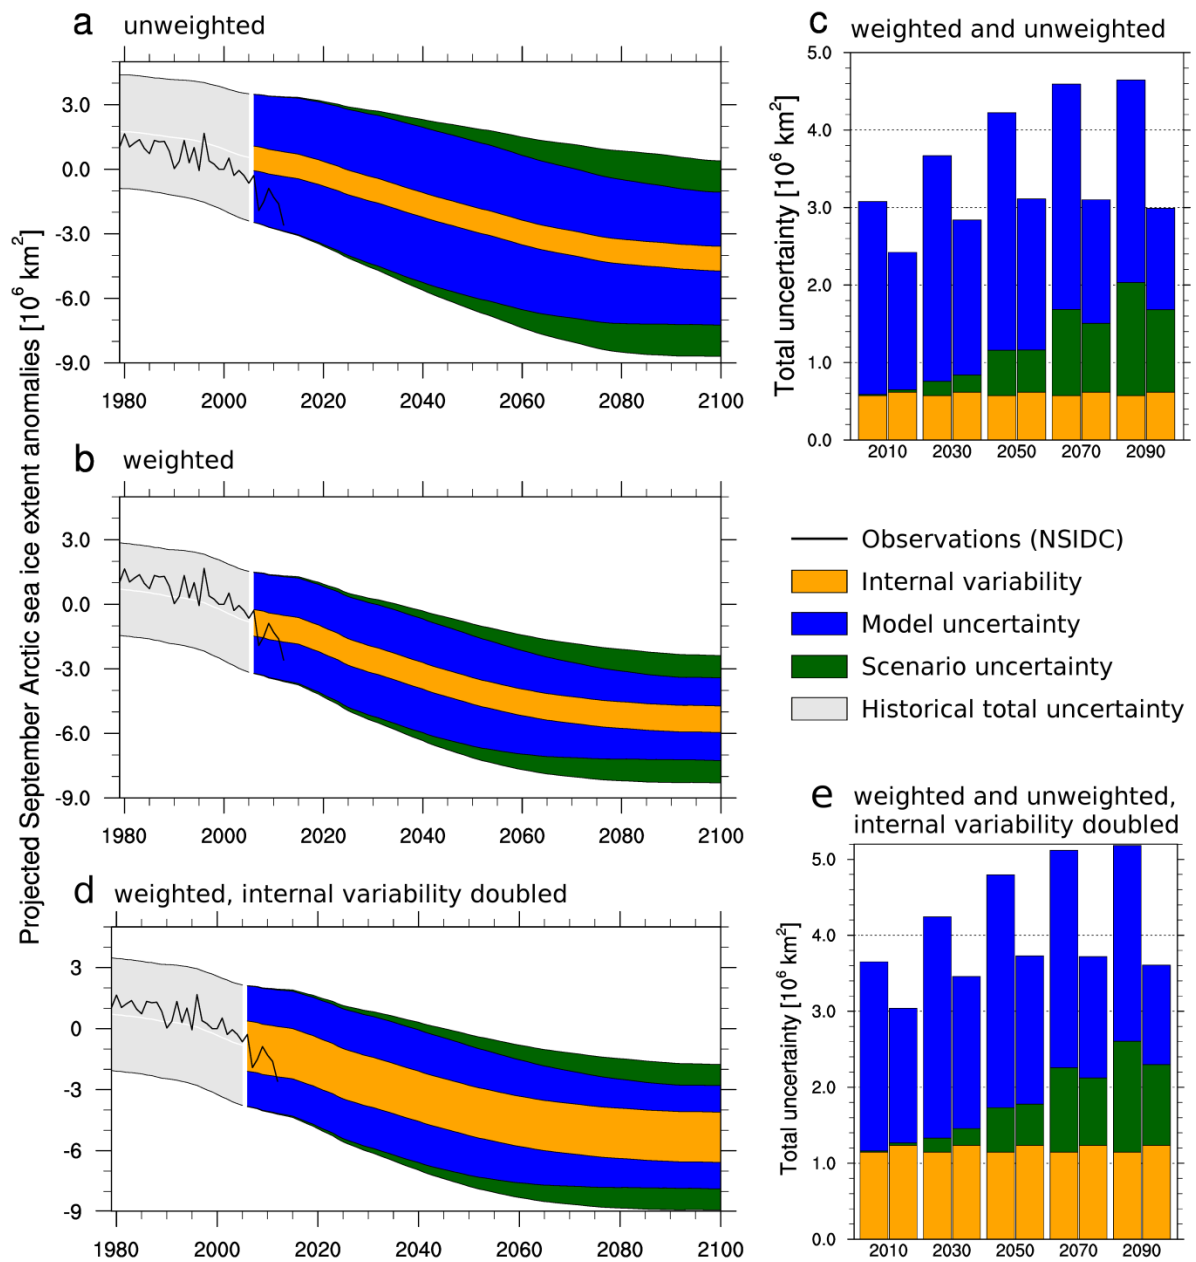 a unweighted
3.0
0.0
-3.0
-6.0
-9.0
1980 2000 2020 2040 2060 2080 2100
b weighted
3.0
0.0
-3.0
-6.0
-9.0
1980 2000 2020 2040 2060 2080 2100
d weighted, internal variability doubled
3
0
-3
-6
-9
1980 2000 2020 2040 2060 2080 2100
Projected September Arctic sea ice extent anomalies [10⁶ km²]
c weighted and unweighted
Total uncertainty [10⁶ km²]
5.0
4.0
3.0
2.0
1.0
0.0
2010 2030 2050 2070 2090
Observations (NSIDC)
Internal variability
Model uncertainty
Scenario uncertainty
Historical total uncertainty
e weighted and unweighted,
internal variability doubled
Total uncertainty [10⁶ km²]
5.0
4.0
3.0
2.0
1.0
0.0
2010 2030 2050 2070 2090